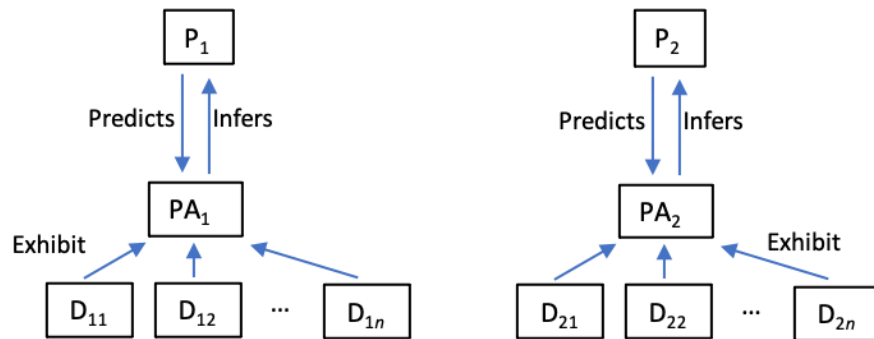 P₁ P₂
Predicts Infers Predicts Infers
PA₁ PA₂
Exhibit Exhibit
D₁₁ D₁₂ ... D₁ₙ D₂₁ D₂₂ ... D₂ₙ